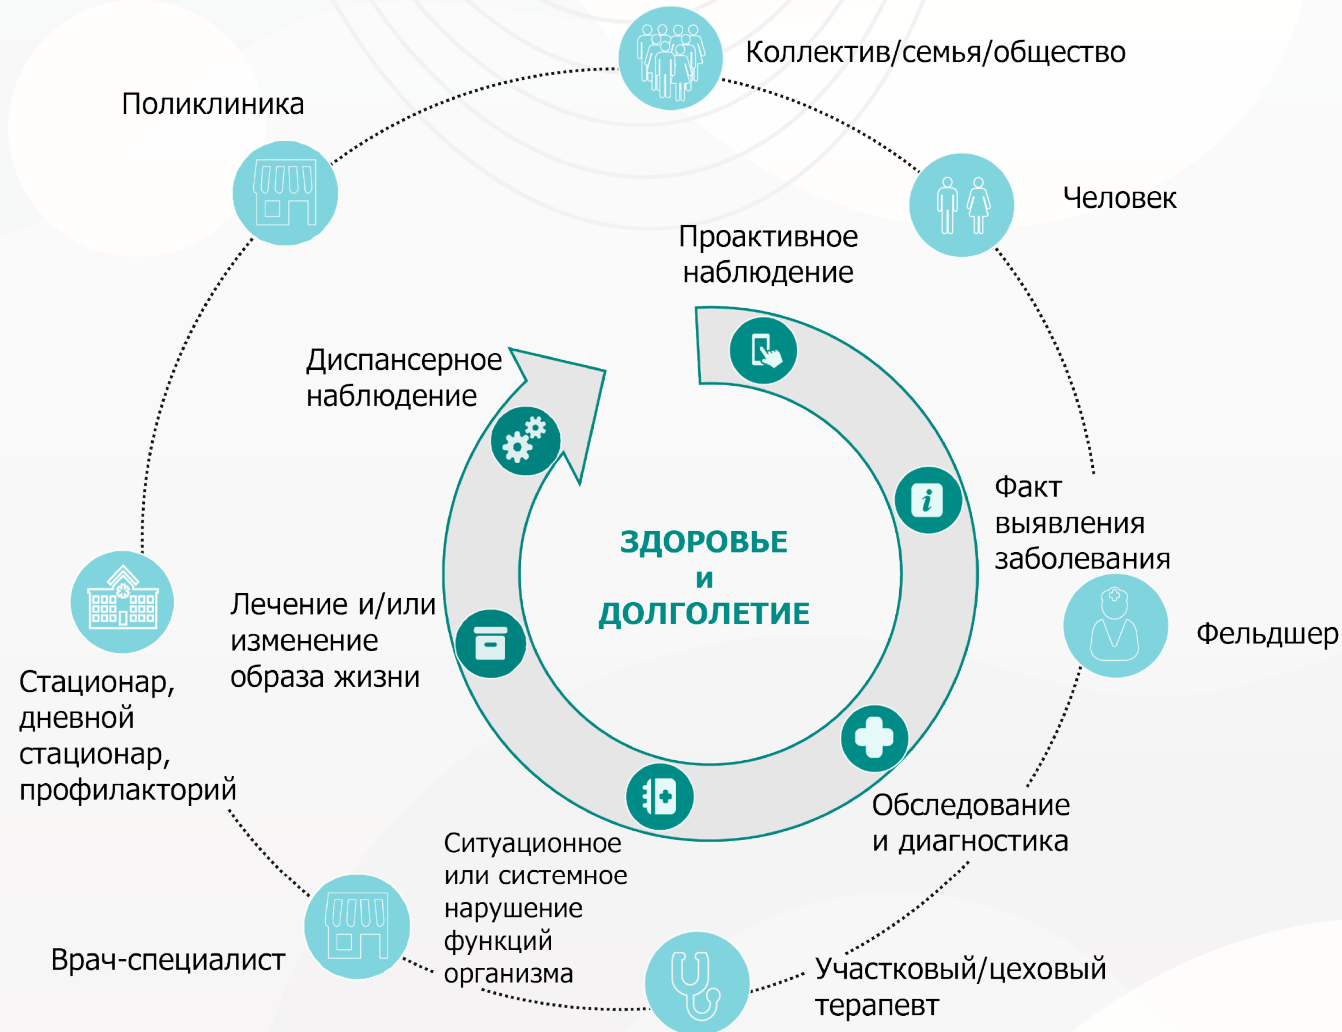 Коллектив/семья/общество
Поликлиника
Человек
Проактивное
наблюдение
Диспансерное
наблюдение
Факт
выявления
заболевания
ЗДОРОВЬЕ
и
ДОЛГОЛЕТИЕ
Лечение и/или
изменение
образа жизни
Фельдшер
Стационар,
дневной
стационар,
профилакторий
Обследование
и диагностика
Ситуационное
или системное
нарушение
функций
организма
Врач-специалист
Участковый/цеховый
терапевт